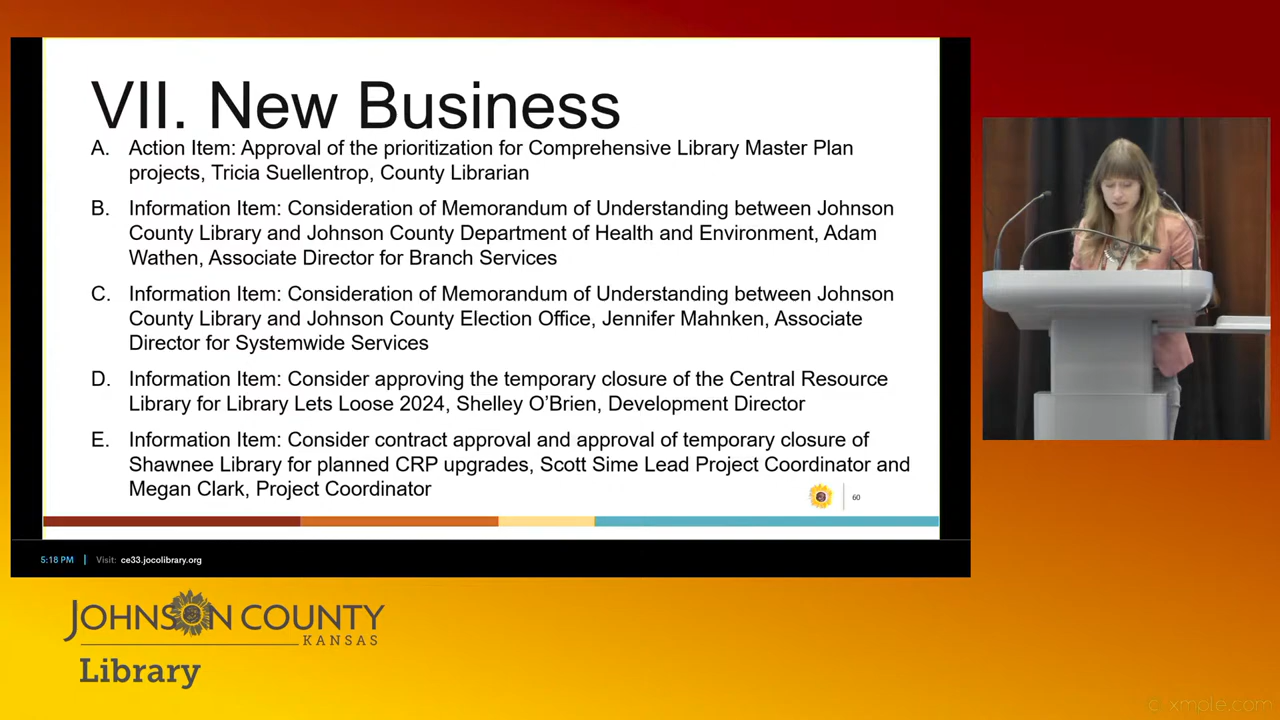 VII. New Business
A. Action Item: Approval of the prioritization for Comprehensive Library Master Plan
projects, Tricia Suellentrop, County Librarian
B. Information Item: Consideration of Memorandum of Understanding between Johnson
County Library and Johnson County Department of Health and Environment, Adam
Wathen, Associate Director for Branch Services
C. Information Item: Consideration of Memorandum of Understanding between Johnson
County Library and Johnson County Election Office, Jennifer Mahnken, Associate
Director for Systemwide Services
D. Information Item: Consider approving the temporary closure of the Central Resource
Library for Library Lets Loose 2024, Shelley O’Brien, Development Director
E. Information Item: Consider contract approval and approval of temporary closure of
Shawnee Library for planned CRP upgrades, Scott Sime Lead Project Coordinator and
Megan Clark, Project Coordinator
60
5:18 PM | Visit: ce33.jocolibrary.org
JOHNSON COUNTY
KANSAS
Library